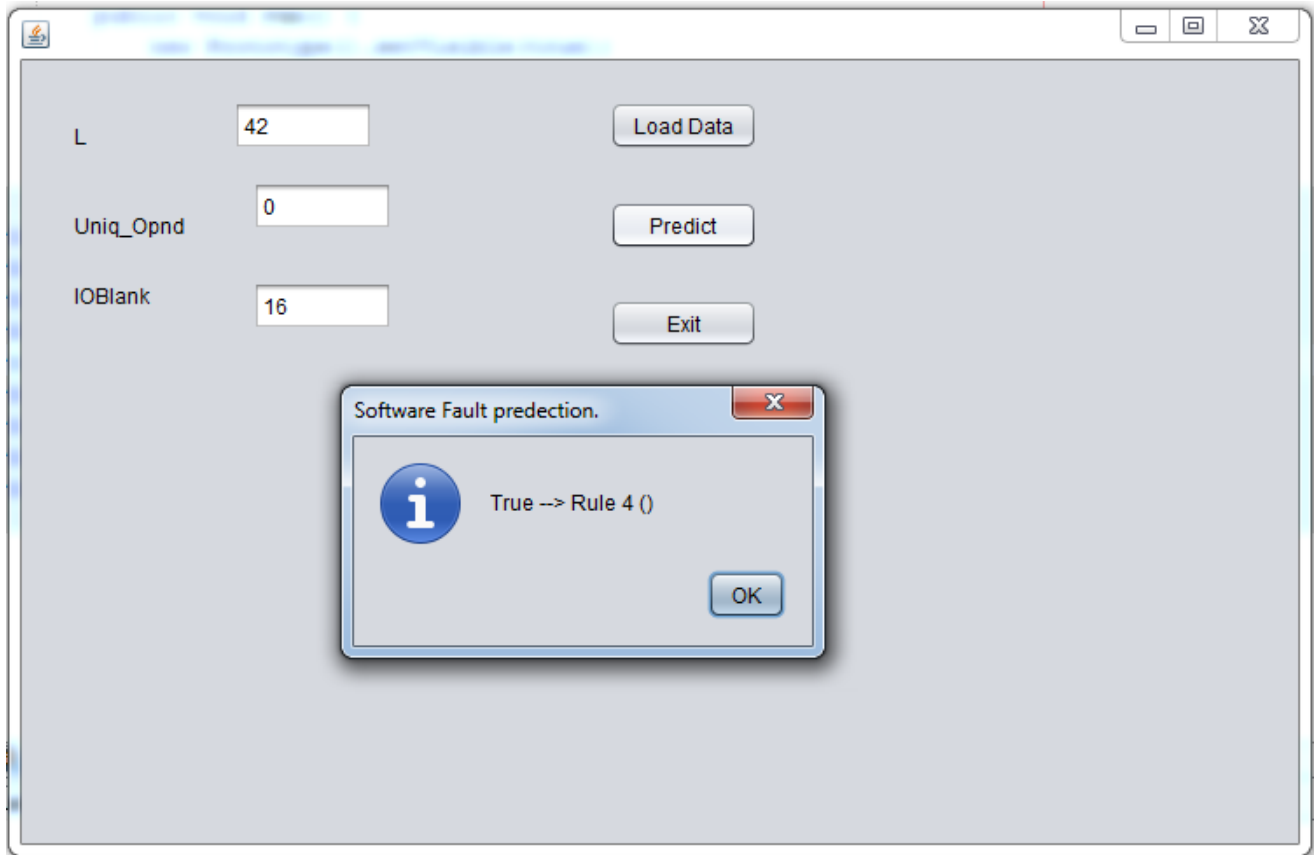 L
42
Load Data
Uniq_Opnd
0
Predict
IOBlank
16
Exit
Software Fault predection.
True --> Rule 4 ()
OK